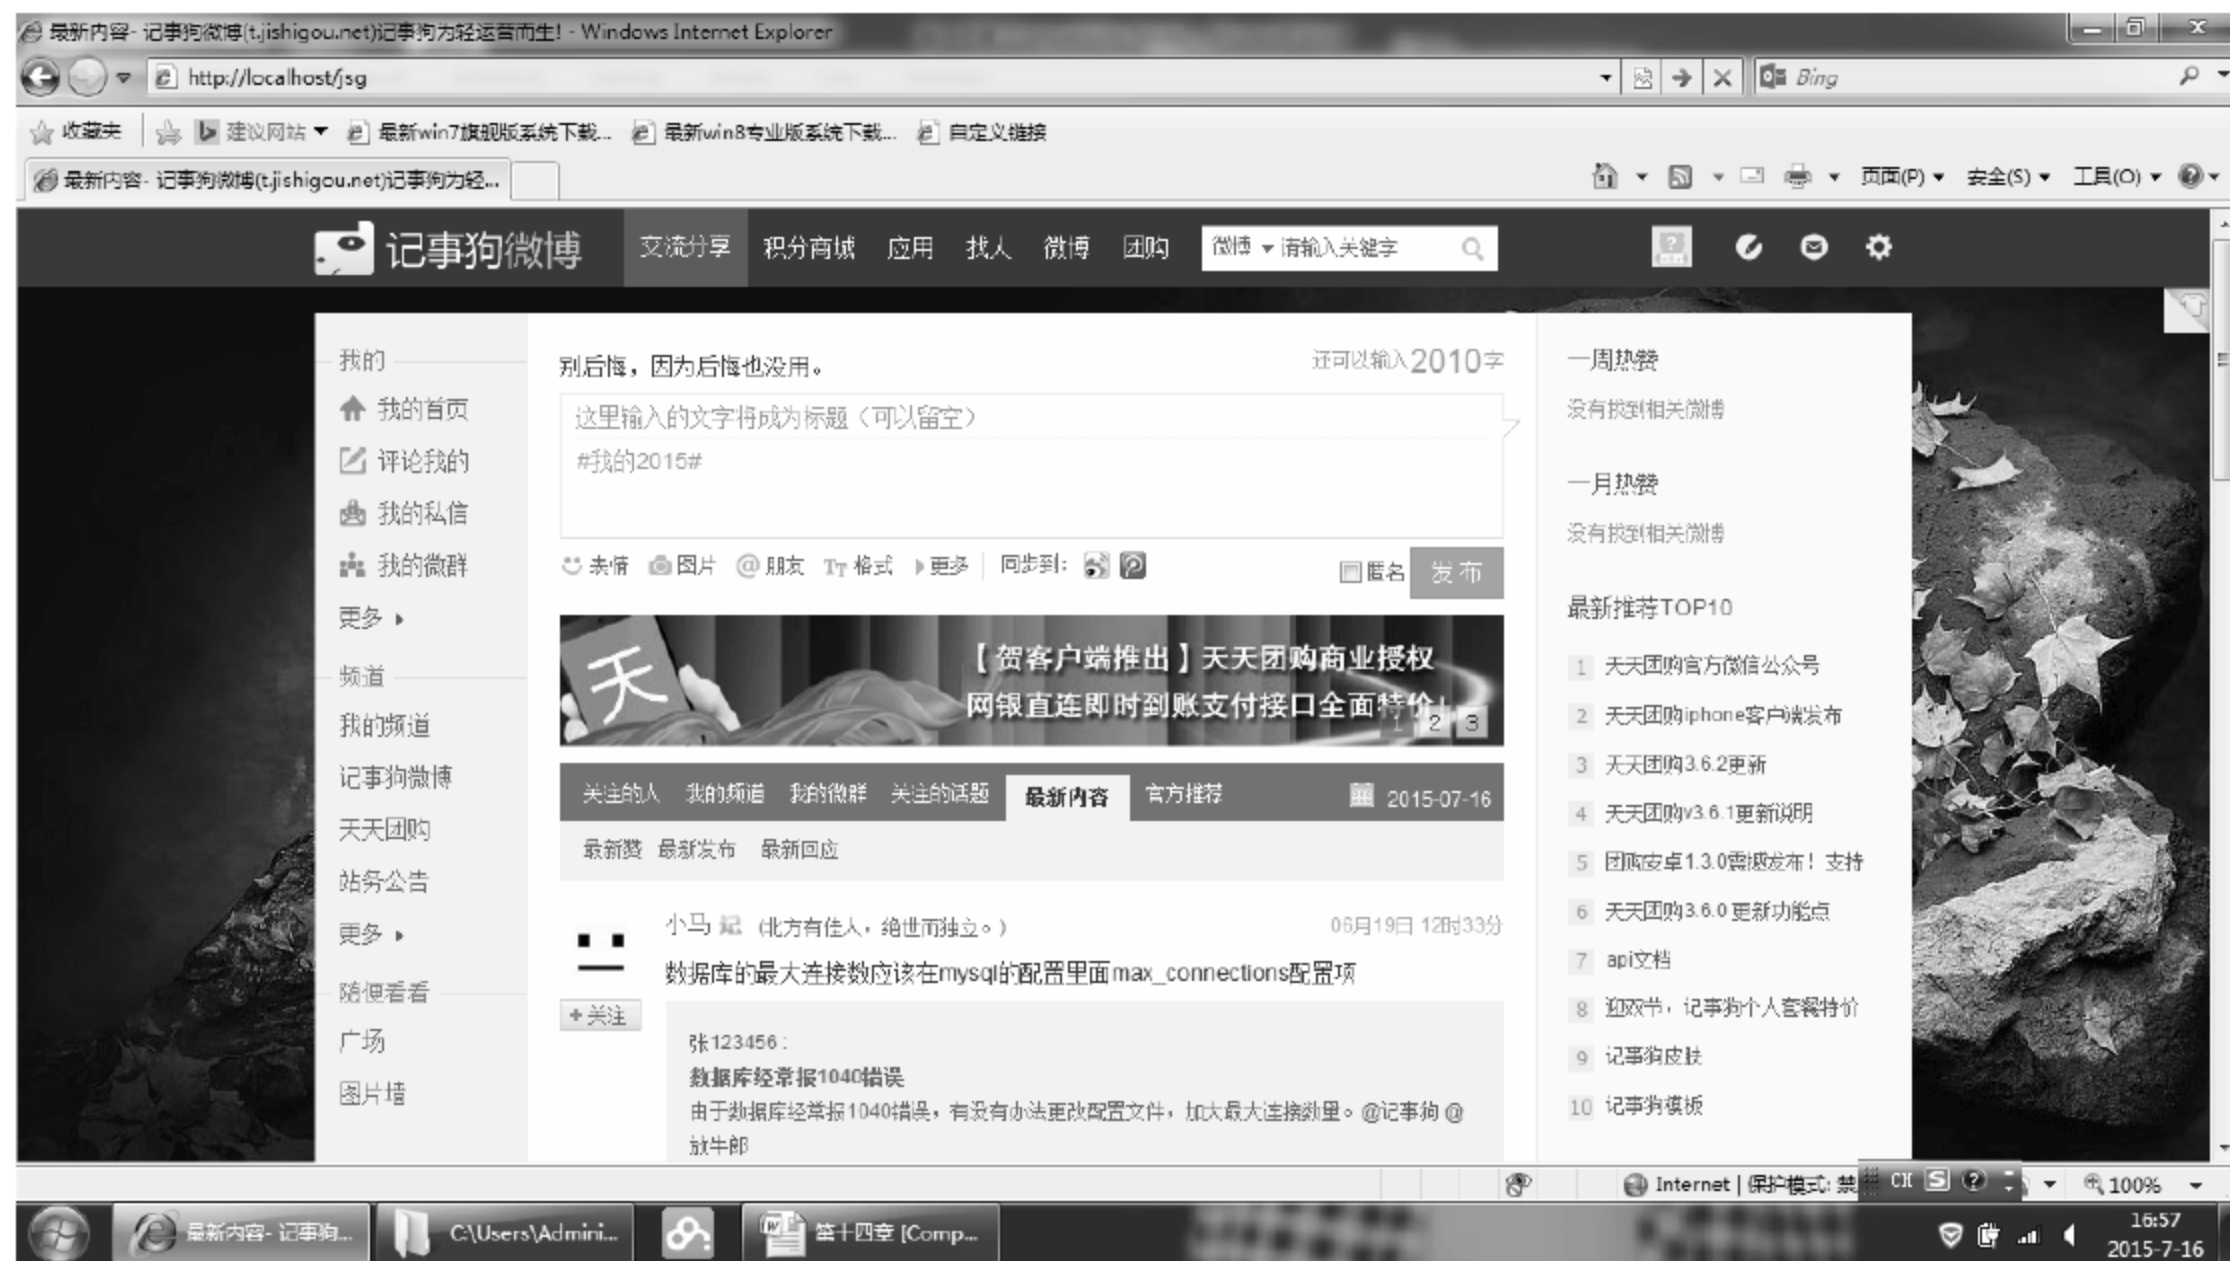 最新内容- 记事狗微博(t.jishigou.net)记事狗为轻运营而生! - Windows Internet Explorer
http://localhost/jsg
Bing
收藏夹 建议网站 最新win7旗舰版系统下载... 最新win8专业版系统下载... 自定义链接
最新内容- 记事狗微博(t.jishigou.net)记事狗为轻...
页面(P) 安全(S) 工具(O)
记事狗微博 交流分享 积分商城 应用 找人 微博 团购 微博 请输入关键字
我的
我的首页
评论我的
我的私信
我的微群
更多
频道
我的频道
记事狗微博
天天团购
站务公告
更多
随便看看
广场
图片墙
别后悔，因为后悔也没用。
还可以输入2010字
这里输入的文字将成为标题（可以留空）
#我的2015#
表情 图片 @朋友 TT格式 更多 同步到: 匿名 发布
天
【贺客户端推出】天天团购商业授权
网银直连即时到账支付接口全面特价!
1 2 3
关注的人 我的频道 我的微群 关注的话题 最新内容 官方推荐 2015-07-16
最新赞 最新发布 最新回应
小马 记 (北方有佳人，绝世而独立。)
06月19日 12时33分
数据库的最大连接数应该在mysql的配置里面max_connections配置项
+关注
张123456 :
数据库经常报1040错误
由于数据库经常报1040错误，有没有办法更改配置文件，加大最大连接数量。@记事狗 @
放牛郎
一周热赞
没有找到相关微博
一月热赞
没有找到相关微博
最新推荐TOP10
1 天天团购官方微信公众号
2 天天团购iphone客户端发布
3 天天团购3.6.2更新
4 天天团购v3.6.1更新说明
5 团购安卓1.3.0震撼发布！支持
6 天天团购3.6.0 更新功能点
7 api文档
8 迎双节，记事狗个人套餐特价
9 记事狗皮肤
10 记事狗模板
Internet | 保护模式: 禁
CH S
100%
最新内容- 记事狗...
C:\Users\Admini...
第十四章 [Comp...
16:57
2015-7-16